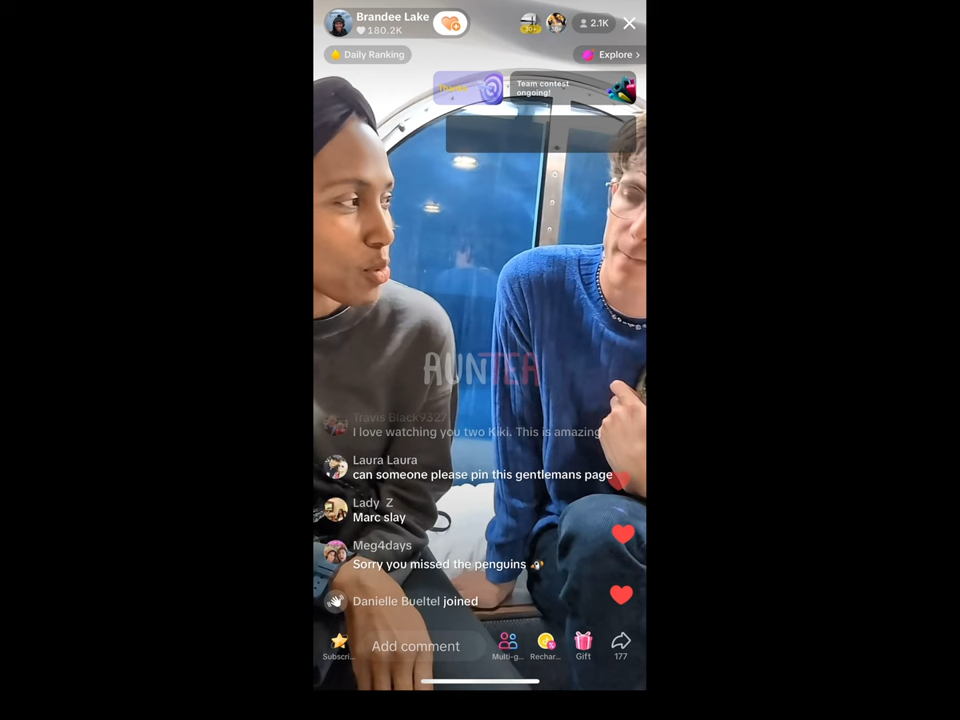 Brandee Lake
180.2K
2.1K
Daily Ranking
Explore >
Team contest
ongoing!
AUNTEA
Travis Black9327
I love watching you two Kiki. This is amazing
Laura Laura
can someone please pin this gentlemans page
Lady Z
Marc slay
Meg4days
Sorry you missed the penguins
Danielle Bueltel joined
Add comment
Subscri...
Multi-g...
Rechar...
Gift
177